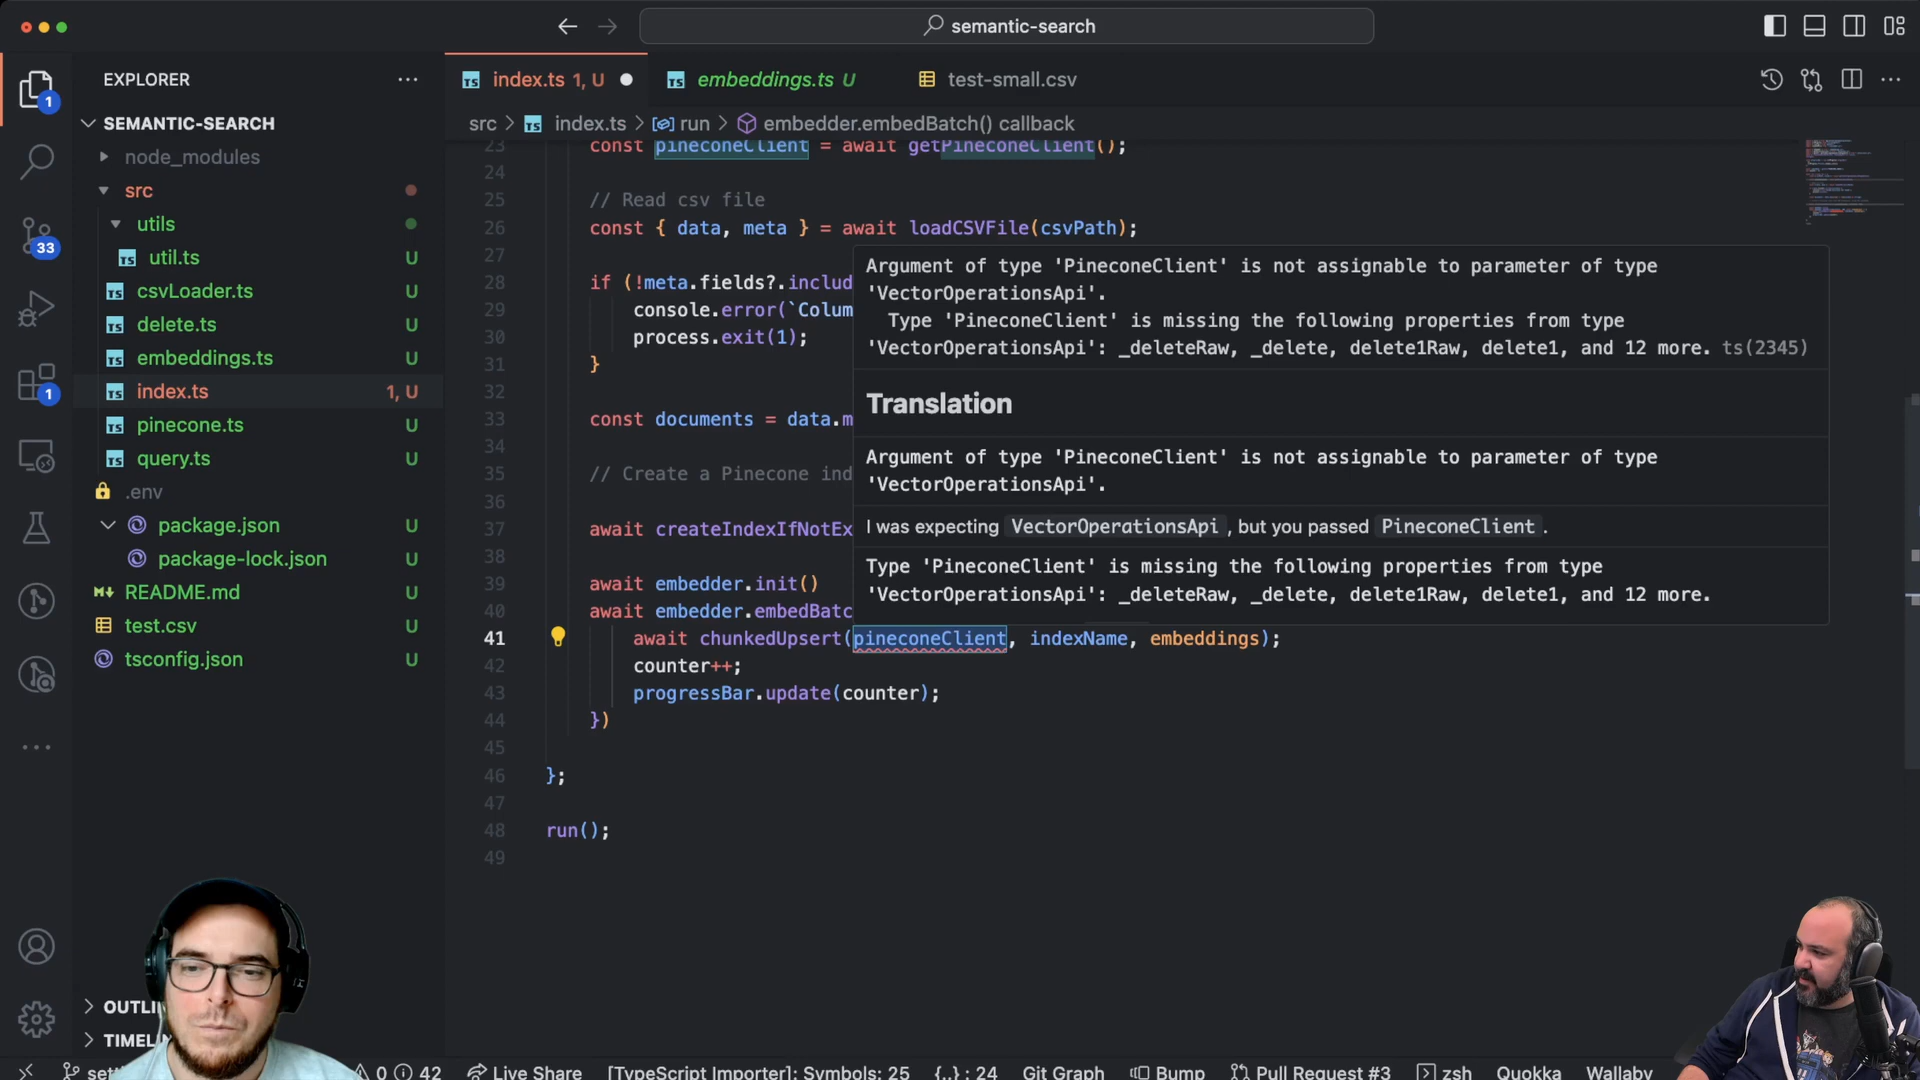 semantic-search
EXPLORER
index.ts 1, U
embeddings.ts U
test-small.csv
1
SEMANTIC-SEARCH
src > index.ts > run > embedder.embedBatch() callback
node_modules
src
utils
util.ts U
csvLoader.ts U
delete.ts U
embeddings.ts U
index.ts 1, U
pinecone.ts U
query.ts U
.env
package.json U
package-lock.json U
README.md U
test.csv U
tsconfig.json U
33
1
23 const pineconeClient = await getPineconeClient();
24
25 // Read csv file
26 const { data, meta } = await loadCSVFile(csvPath);
27
28 if (!meta.fields?.includ
29 console.error(`Colum
30 process.exit(1);
31 }
32
33 const documents = data.m
34
35 // Create a Pinecone ind
36
37 await createIndexIfNotEx
38
39 await embedder.init()
40 await embedder.embedBatc
41 await chunkedUpsert(pineconeClient, indexName, embeddings);
42 counter++;
43 progressBar.update(counter);
44 })
45
46 };
47
48 run();
49
Argument of type 'PineconeClient' is not assignable to parameter of type
'VectorOperationsApi'.
Type 'PineconeClient' is missing the following properties from type
'VectorOperationsApi': _deleteRaw, _delete, delete1Raw, delete1, and 12 more. ts(2345)
Translation
Argument of type 'PineconeClient' is not assignable to parameter of type
'VectorOperationsApi'.
I was expecting VectorOperationsApi, but you passed PineconeClient.
Type 'PineconeClient' is missing the following properties from type
'VectorOperationsApi': _deleteRaw, _delete, delete1Raw, delete1, and 12 more.
OUTLI
TIMELI
0 42 Live Share [TypeScript Importer]: Symbols: 25 {..} : 24 Git Graph Bump Pull Request #3 zsh Quokka Wallaby